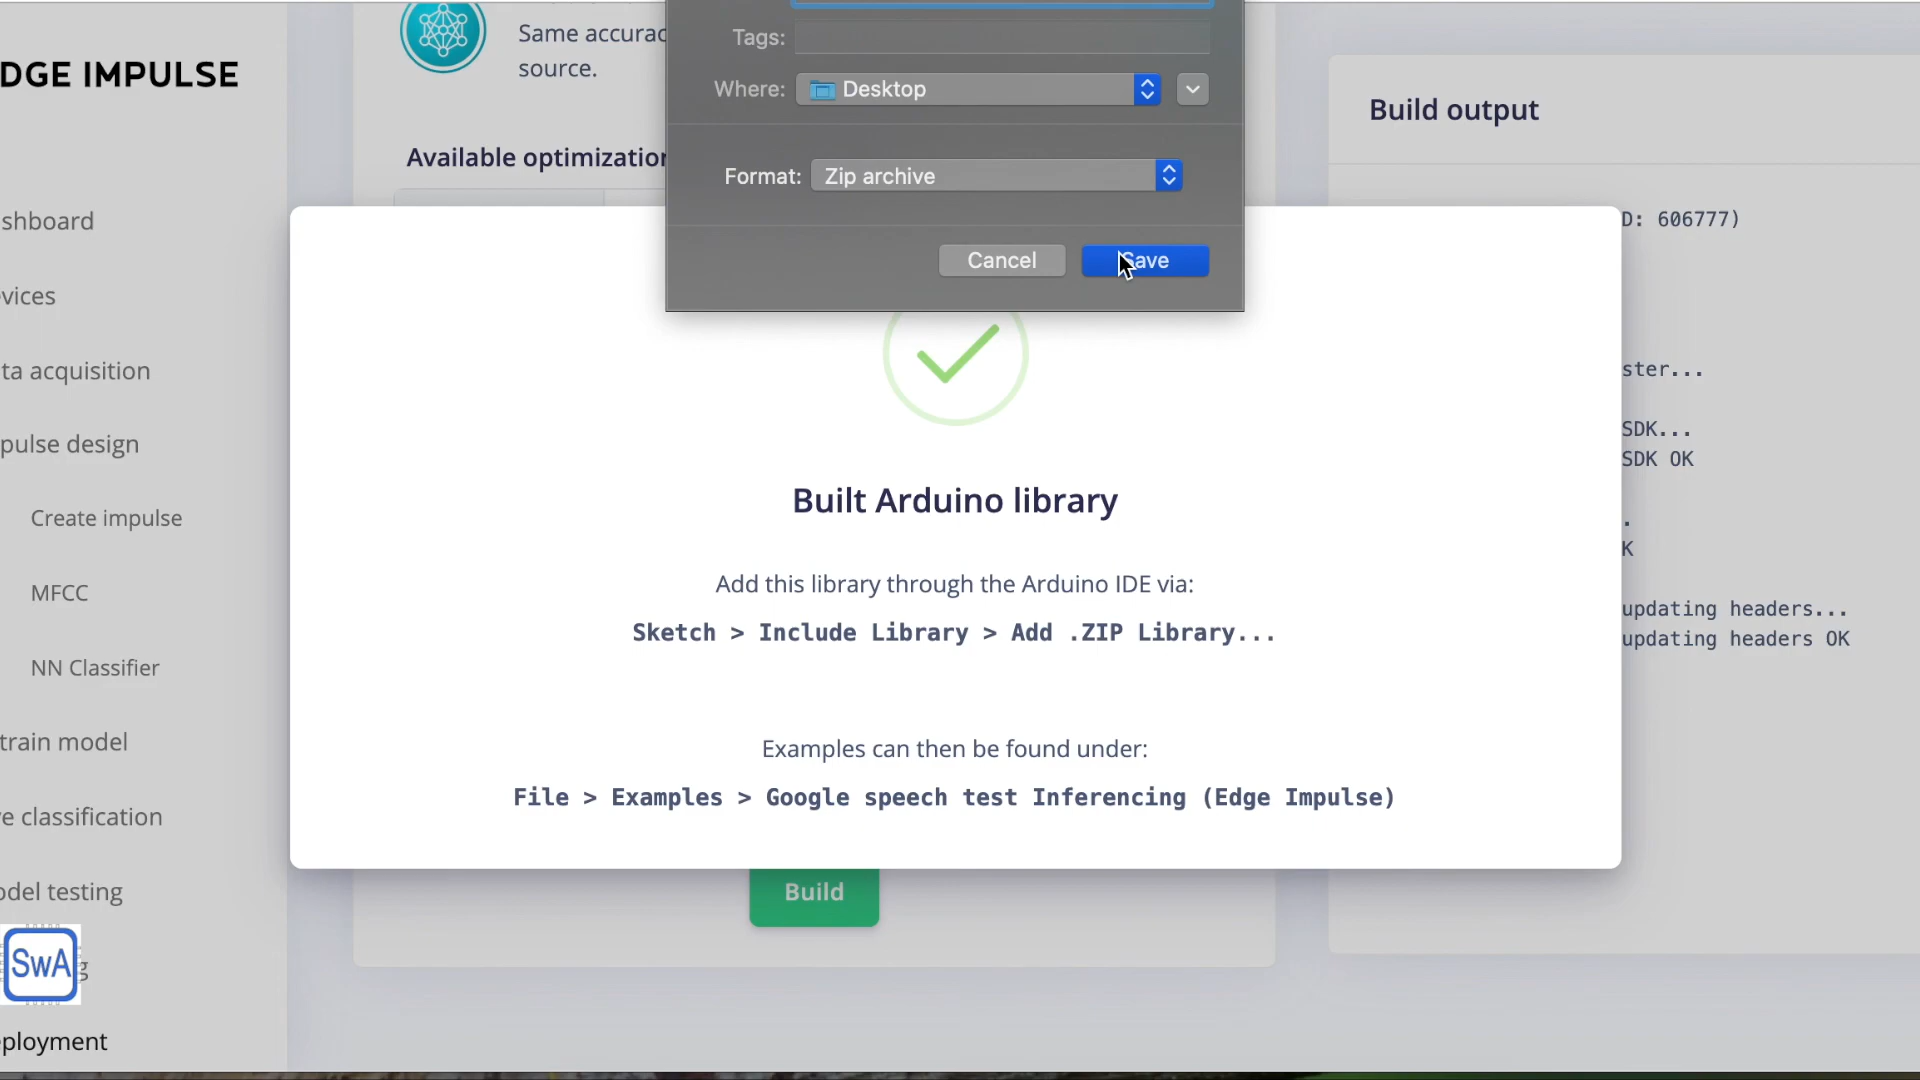 DGE IMPULSE
shboard
vices
ta acquisition
pulse design
Create impulse
MFCC
NN Classifier
train model
e classification
odel testing
SwA
g
ployment
Same accurac
source.
Available optimization
Tags:
Where: Desktop
Format: Zip archive
Cancel Save
Built Arduino library
Add this library through the Arduino IDE via:
Sketch > Include Library > Add .ZIP Library...
Examples can then be found under:
File > Examples > Google speech test Inferencing (Edge Impulse)
Build
Build output
D: 606777)
ster...
SDK...
SDK OK
.
K
updating headers...
updating headers OK